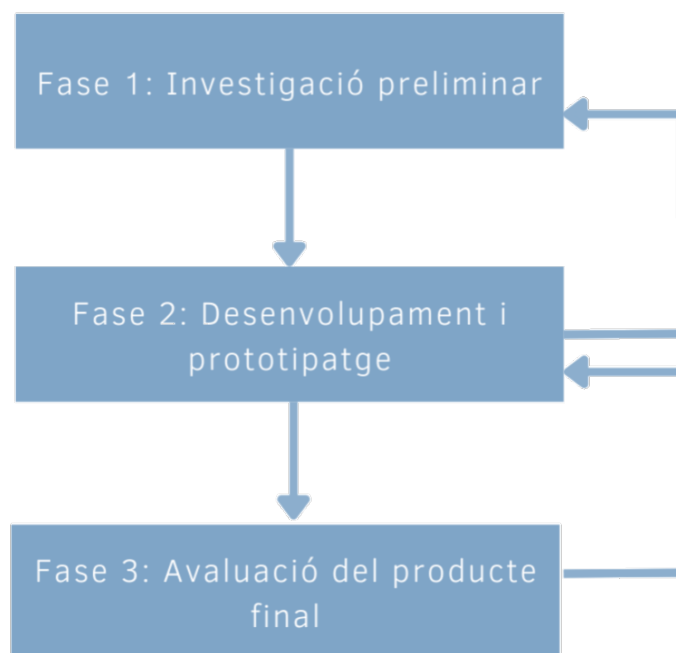 Fase 1: Investigació preliminar
Fase 2: Desenvolupament i
prototipatge
Fase 3: Avaluació del producte
final